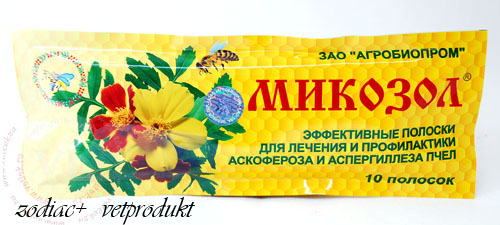 ЗАО "АГРОБИОПРОМ"
МИКОЗОЛ®
ЭФФЕКТИВНЫЕ ПОЛОСКИ
ДЛЯ ЛЕЧЕНИЯ И ПРОФИЛАКТИКИ
АСКОФЕРОЗА И АСПЕРГИЛЛЕЗА ПЧЕЛ
10 полосок
zodiac+ vetprodukt